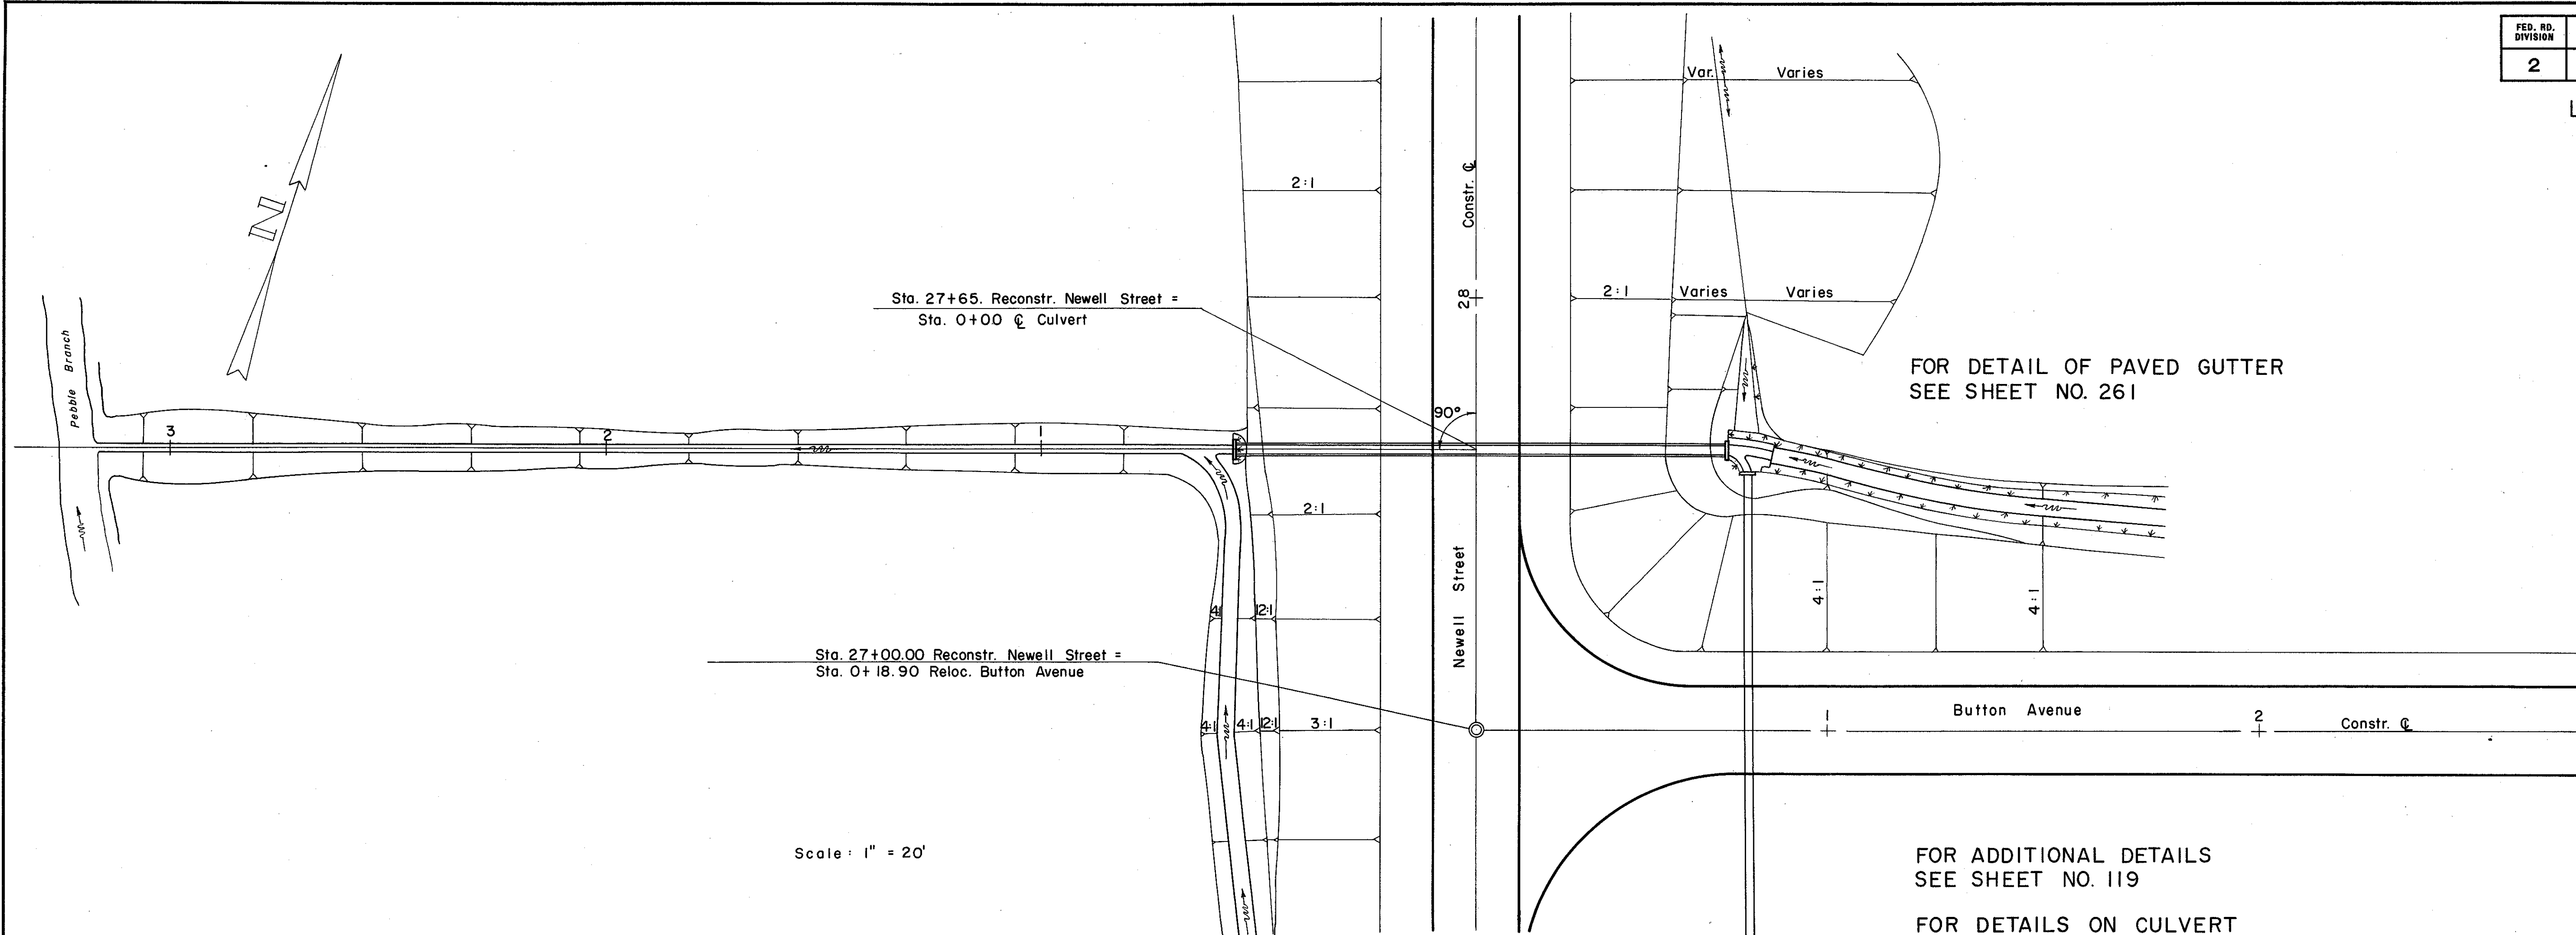 FED. RD.
DIVISION
2
L
Var. Varies
N
Constr. ℄
2:1
Sta. 27+65. Reconstr. Newell Street =
Sta. 0+00 ℄ Culvert
28
2:1 Varies Varies
Pebble Branch
FOR DETAIL OF PAVED GUTTER
SEE SHEET NO. 261
90°
3
2
1
2:1
Newell Street
4:1
4:1
4:1
12:1
Sta. 27+00.00 Reconstr. Newell Street =
Sta. 0+18.90 Reloc. Button Avenue
4:1 4:1 12:1 3:1
1
Button Avenue
2
Constr. ℄
Scale: 1" = 20'
FOR ADDITIONAL DETAILS
SEE SHEET NO. 119
FOR DETAILS ON CULVERT